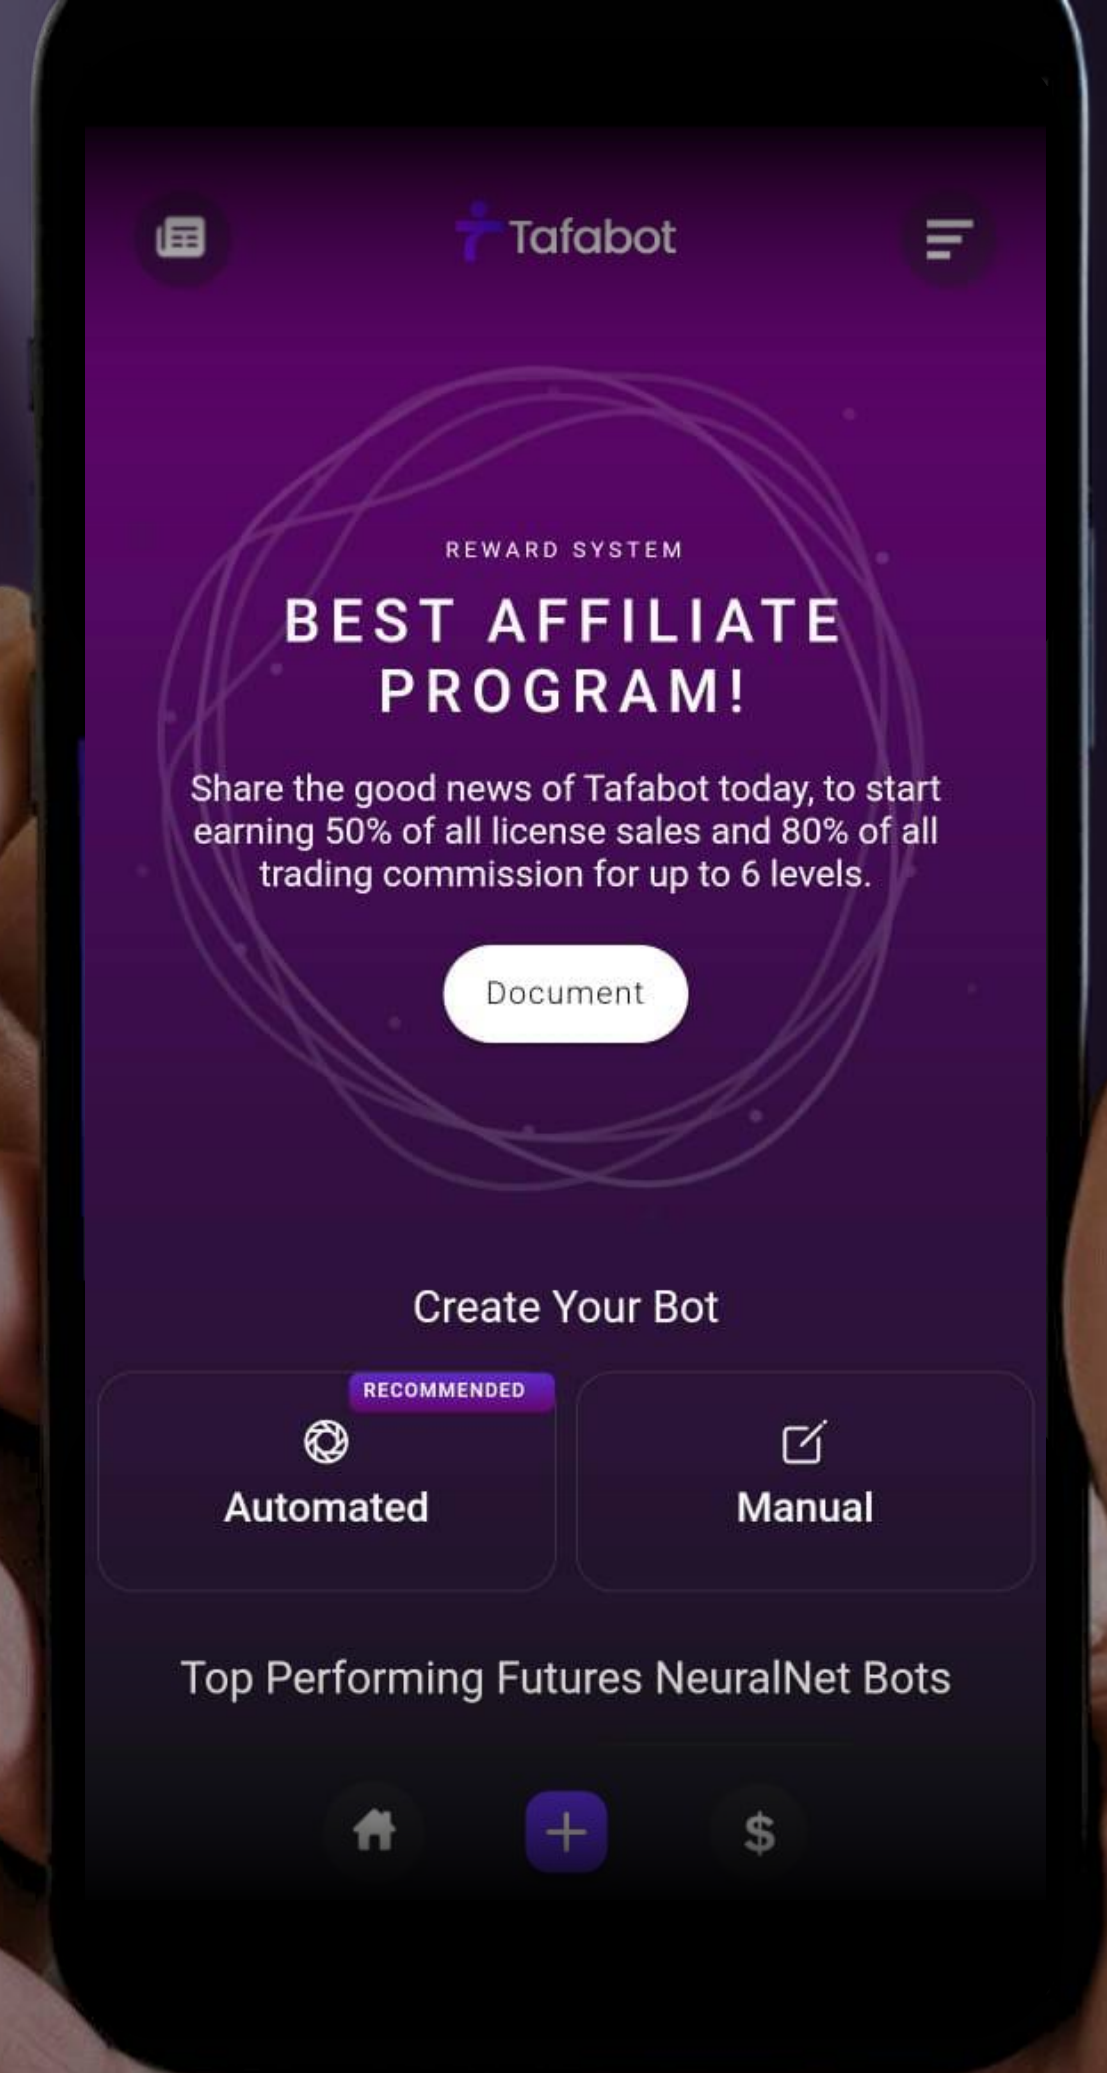 Tafabot
REWARD SYSTEM
BEST AFFILIATE
PROGRAM!
Share the good news of Tafabot today, to start
earning 50% of all license sales and 80% of all
trading commission for up to 6 levels.
Document
Create Your Bot
RECOMMENDED
Automated
Manual
Top Performing Futures NeuralNet Bots
$